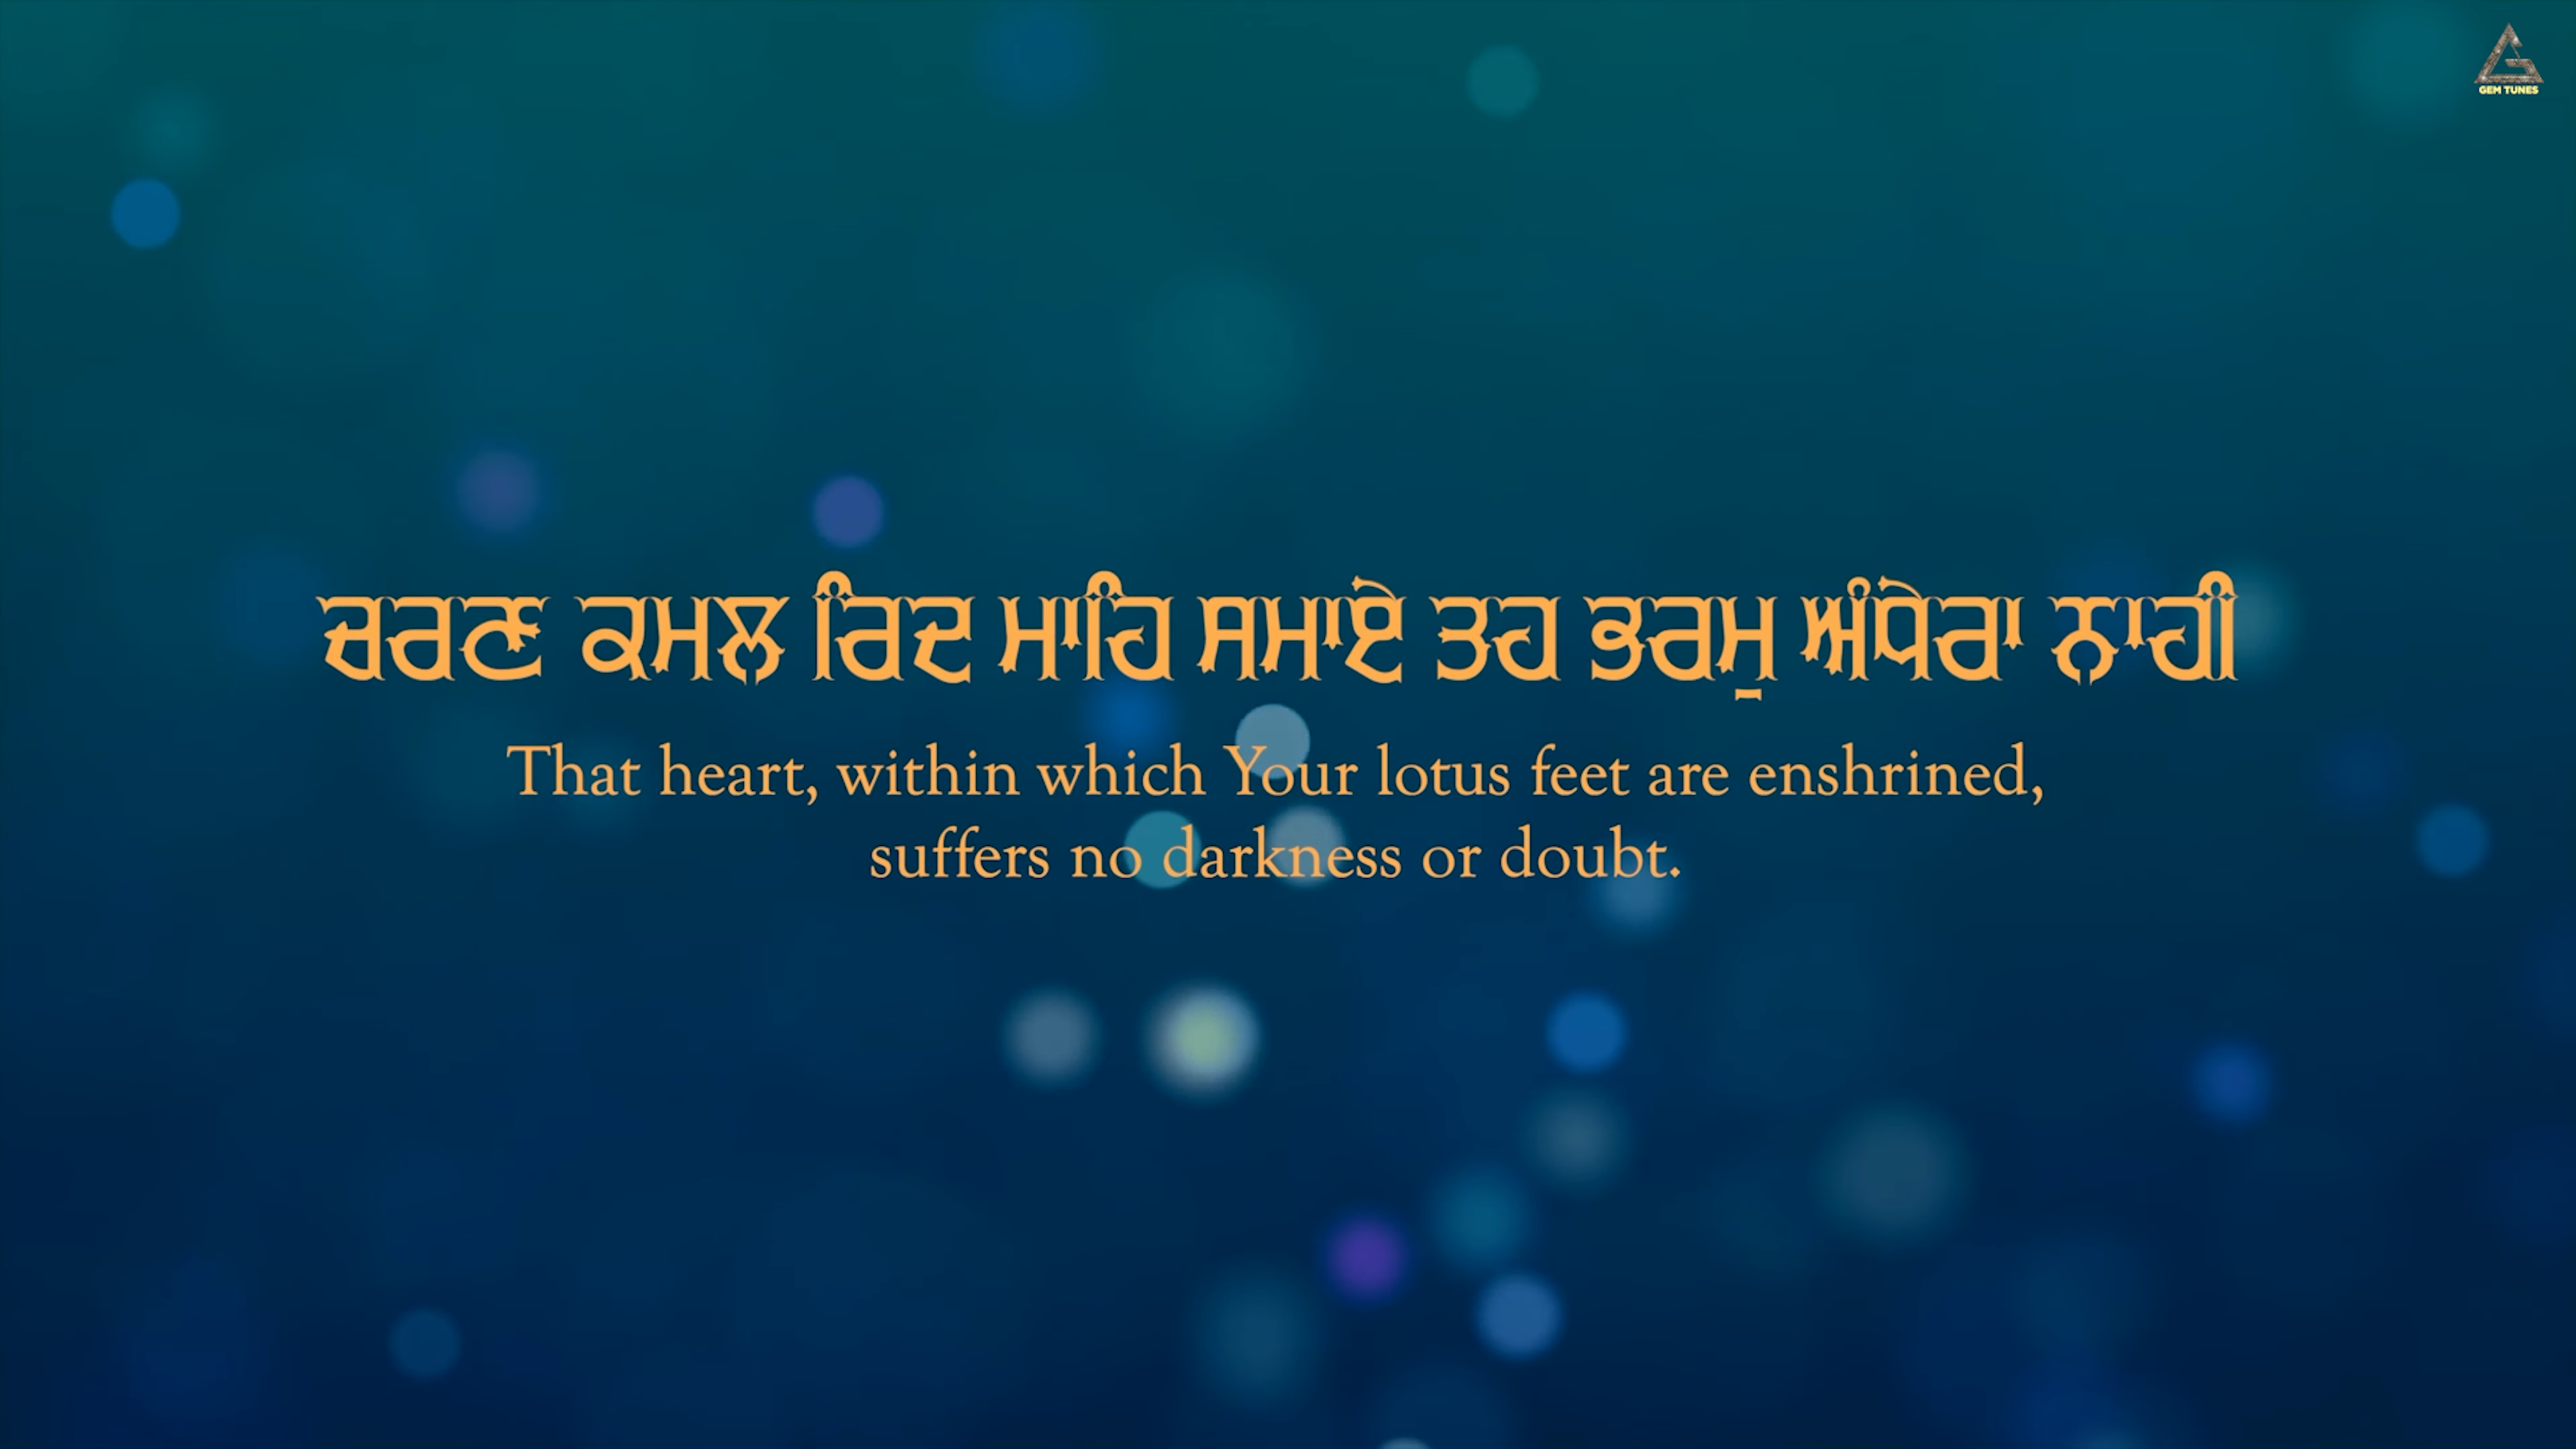 GEM TUNES
ਚਰਣ ਕਮਲ ਰਿਦ ਮਾਹਿ ਸਮਾਏ ਤਹ ਭਰਮੁ ਅੰਧੇਰਾ ਨਾਹੀ
That heart, within which Your lotus feet are enshrined,
suffers no darkness or doubt.